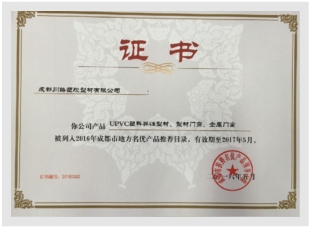 证书
成都川路塑胶型材有限公司
你公司产品 UPVC塑料异型材、型材门窗、金属门窗
被列入2016年成都市地方名优产品推荐目录，有效期至2017年5月。